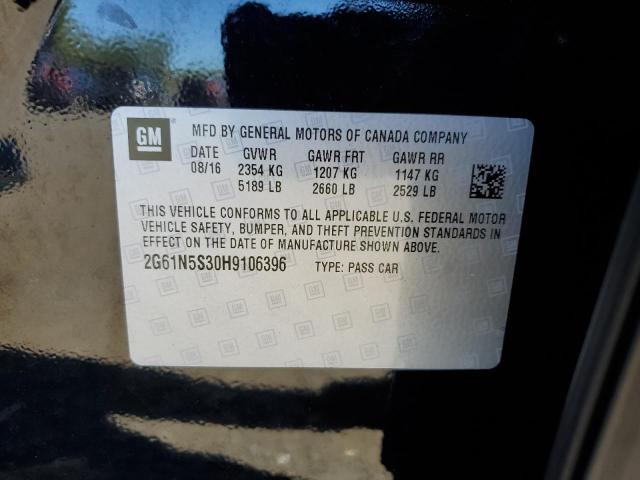 GM MFD BY GENERAL MOTORS OF CANADA COMPANY
DATE GVWR GAWR FRT GAWR RR
08/16 2354 KG 1207 KG 1147 KG
5189 LB 2660 LB 2529 LB
THIS VEHICLE CONFORMS TO ALL APPLICABLE U.S. FEDERAL MOTOR
VEHICLE SAFETY, BUMPER, AND THEFT PREVENTION STANDARDS IN
EFFECT ON THE DATE OF MANUFACTURE SHOWN ABOVE.
2G61N5S30H9106396 TYPE: PASS CAR